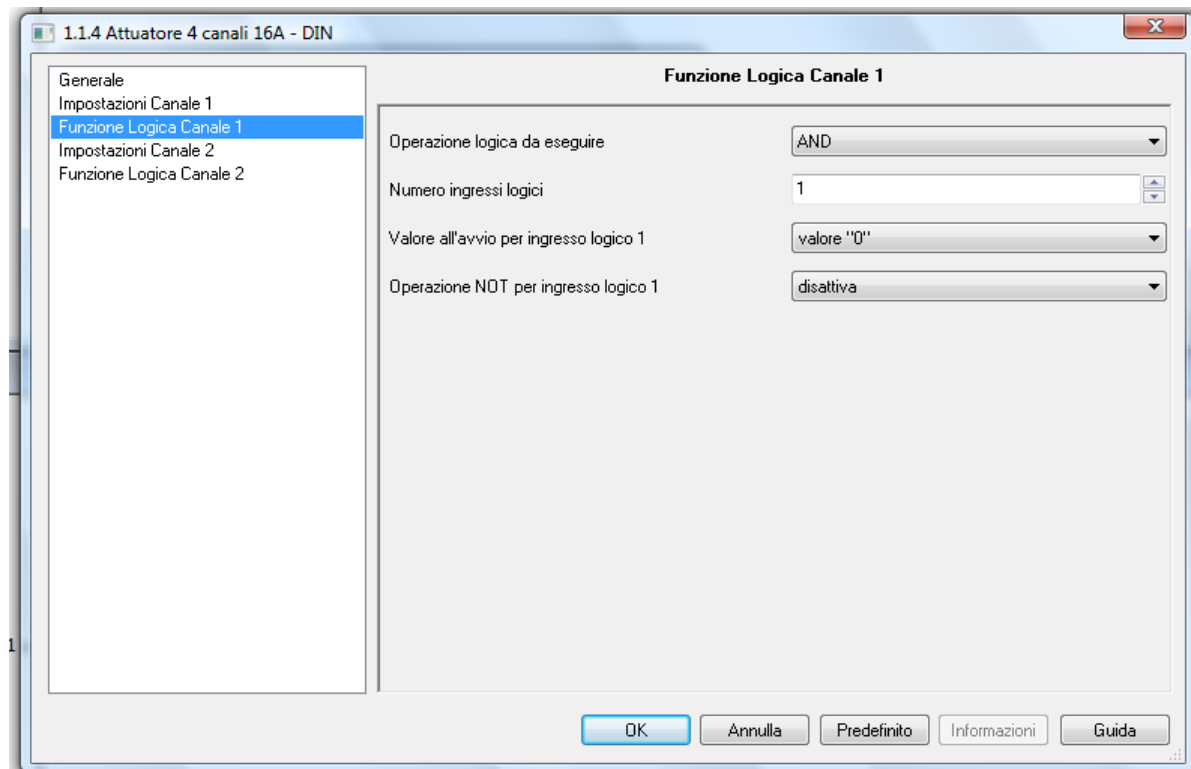 1.1.4 Attuatore 4 canali 16A - DIN
Generale
Impostazioni Canale 1
Funzione Logica Canale 1
Impostazioni Canale 2
Funzione Logica Canale 2
Funzione Logica Canale 1
Operazione logica da eseguire AND
Numero ingressi logici 1
Valore all'avvio per ingresso logico 1 valore "0"
Operazione NOT per ingresso logico 1 disattiva
1
OK Annulla Predefinito Informazioni Guida